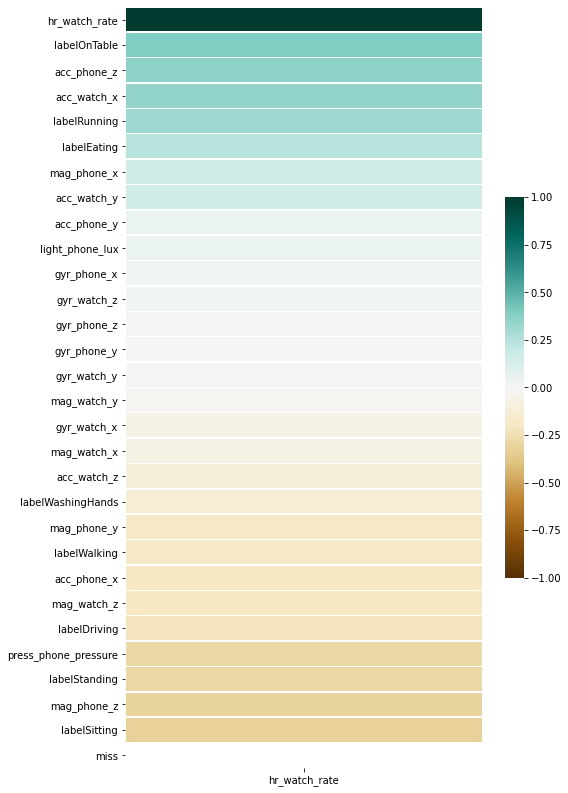 hr_watch_rate
labelOnTable
acc_phone_z
acc_watch_x
labelRunning
labelEating
mag_phone_x
acc_watch_y
acc_phone_y
light_phone_lux
gyr_phone_x
gyr_watch_z
gyr_phone_z
gyr_phone_y
gyr_watch_y
mag_watch_y
gyr_watch_x
mag_watch_x
acc_watch_z
labelWashingHands
mag_phone_y
labelWalking
acc_phone_x
mag_watch_z
labelDriving
press_phone_pressure
labelStanding
mag_phone_z
labelSitting
miss
hr_watch_rate
1.00
0.75
0.50
0.25
0.00
−0.25
−0.50
−0.75
−1.00